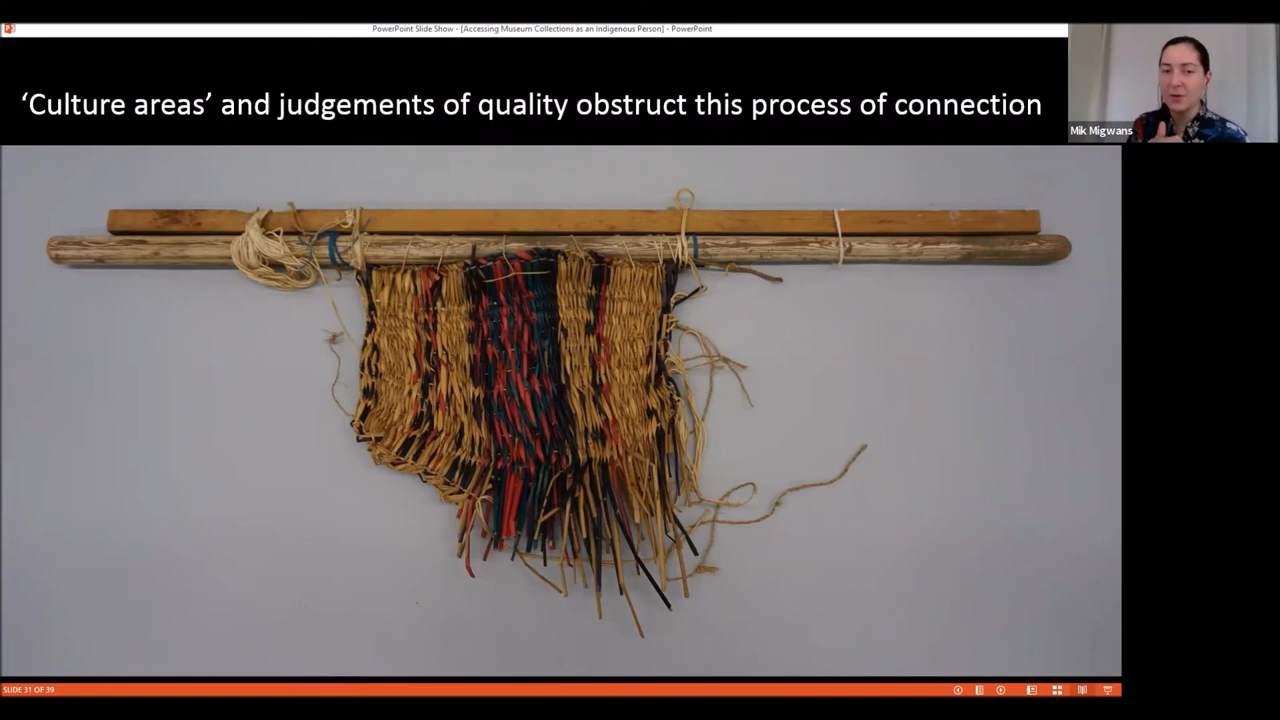 PowerPoint Slide Show - [Accessing Museum Collections as an Indigenous Person] - PowerPoint
‘Culture areas’ and judgements of quality obstruct this process of connection
Mik Migwans
SLIDE 31 OF 39